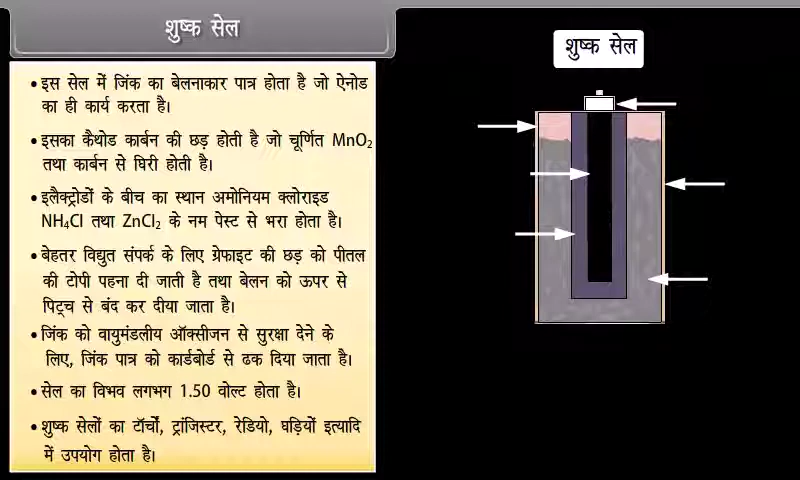 शुष्क सेल
शुष्क सेल
• इस सेल में जिंक का बेलनाकार पात्र होता है जो ऐनोड
का ही कार्य करता है।
• इसका कैथोड कार्बन की छड़ होती है जो चूर्णित MnO₂
तथा कार्बन से घिरी होती है।
• इलैक्ट्रोडों के बीच का स्थान अमोनियम क्लोराइड
NH₄Cl तथा ZnCl₂ के नम पेस्ट से भरा होता है।
• बेहतर विद्युत संपर्क के लिए ग्रेफाइट की छड़ को पीतल
की टोपी पहना दी जाती है तथा बेलन को ऊपर से
पिट्च से बंद कर दीया जाता है।
• जिंक को वायुमंडलीय ऑक्सीजन से सुरक्षा देने के
लिए, जिंक पात्र को कार्डबोर्ड से ढक दिया जाता है।
• सेल का विभव लगभग 1.50 वोल्ट होता है।
• शुष्क सेलों का टॉर्चों, ट्रांजिस्टर, रेडियो, घड़ियों इत्यादि
में उपयोग होता है।